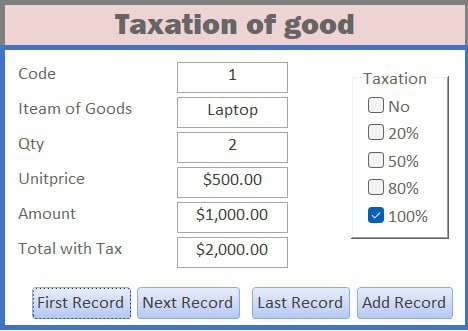 Taxation of good
Code 1
Iteam of Goods Laptop
Qty 2
Unitprice $500.00
Amount $1,000.00
Total with Tax $2,000.00
Taxation
No
20%
50%
80%
100%
First Record Next Record Last Record Add Record